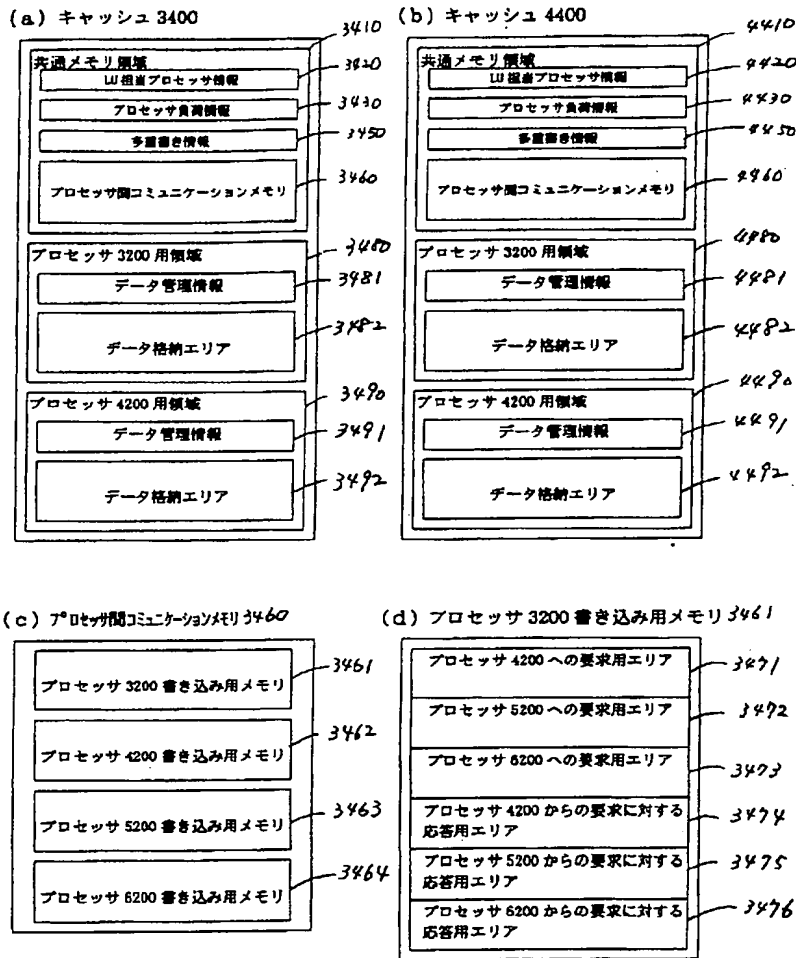 (a) キャッシュ 3400
3410
共通メモリ領域
LU担当プロセッサ情報
3420
プロセッサ負荷情報
3430
多重書き情報
3450
プロセッサ間コミュニケーションメモリ
3460
プロセッサ 3200 用領域
3480
データ管理情報
3481
データ格納エリア
3482
プロセッサ 4200 用領域
3490
データ管理情報
3491
データ格納エリア
3492
(b) キャッシュ 4400
4410
共通メモリ領域
LU担当プロセッサ情報
4420
プロセッサ負荷情報
4430
多重書き情報
4450
プロセッサ間コミュニケーションメモリ
4460
プロセッサ 3200 用領域
4480
データ管理情報
4481
データ格納エリア
4482
プロセッサ 4200 用領域
4490
データ管理情報
4491
データ格納エリア
4492
(c) プロセッサ間コミュニケーションメモリ 3460
プロセッサ 3200 書き込み用メモリ
3461
プロセッサ 4200 書き込み用メモリ
3462
プロセッサ 5200 書き込み用メモリ
3463
プロセッサ 6200 書き込み用メモリ
3464
(d) プロセッサ 3200 書き込み用メモリ 3461
プロセッサ 4200 への要求用エリア
3471
プロセッサ 5200 への要求用エリア
3472
プロセッサ 6200 への要求用エリア
3473
プロセッサ 4200 からの要求に対する
応答用エリア
3474
プロセッサ 5200 からの要求に対する
応答用エリア
3475
プロセッサ 6200 からの要求に対する
応答用エリア
3476